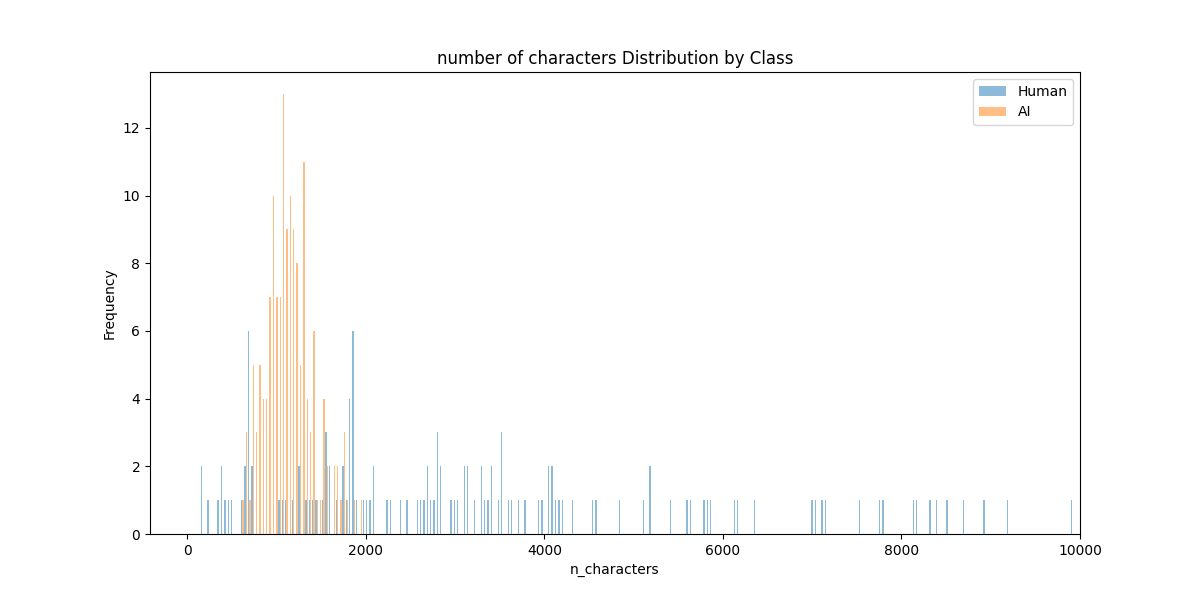 number of characters Distribution by Class
Human
AI
Frequency
12
10
8
6
4
2
0
0 2000 4000 6000 8000 10000
n_characters